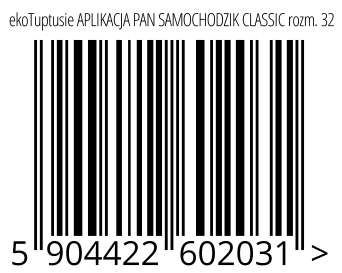 ekoTuptusie APLIKACJA PAN SAMOCHODZIK CLASSIC rozm. 32
5 904422 602031 >